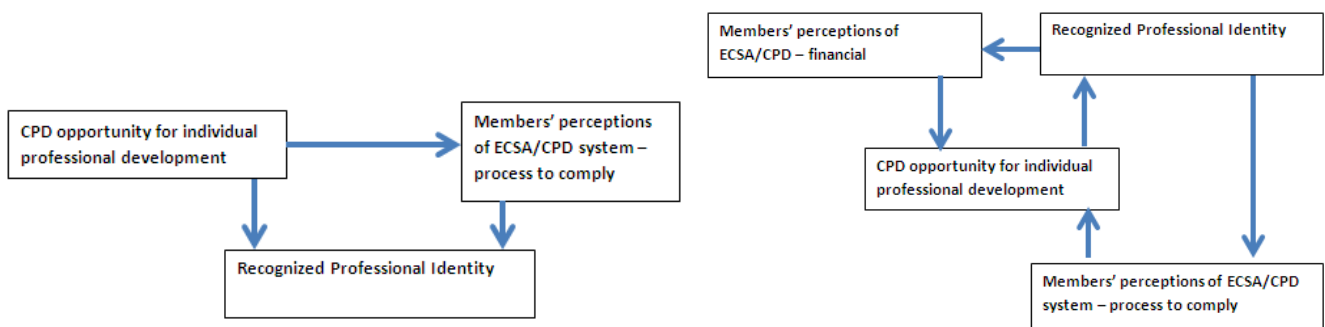 CPD opportunity for individual
professional development
Members' perceptions
of ECSA/CPD system –
process to comply
Recognized Professional Identity
Members' perceptions of
ECSA/CPD – financial
Recognized Professional Identity
CPD opportunity for individual
professional development
Members' perceptions of ECSA/CPD
system – process to comply